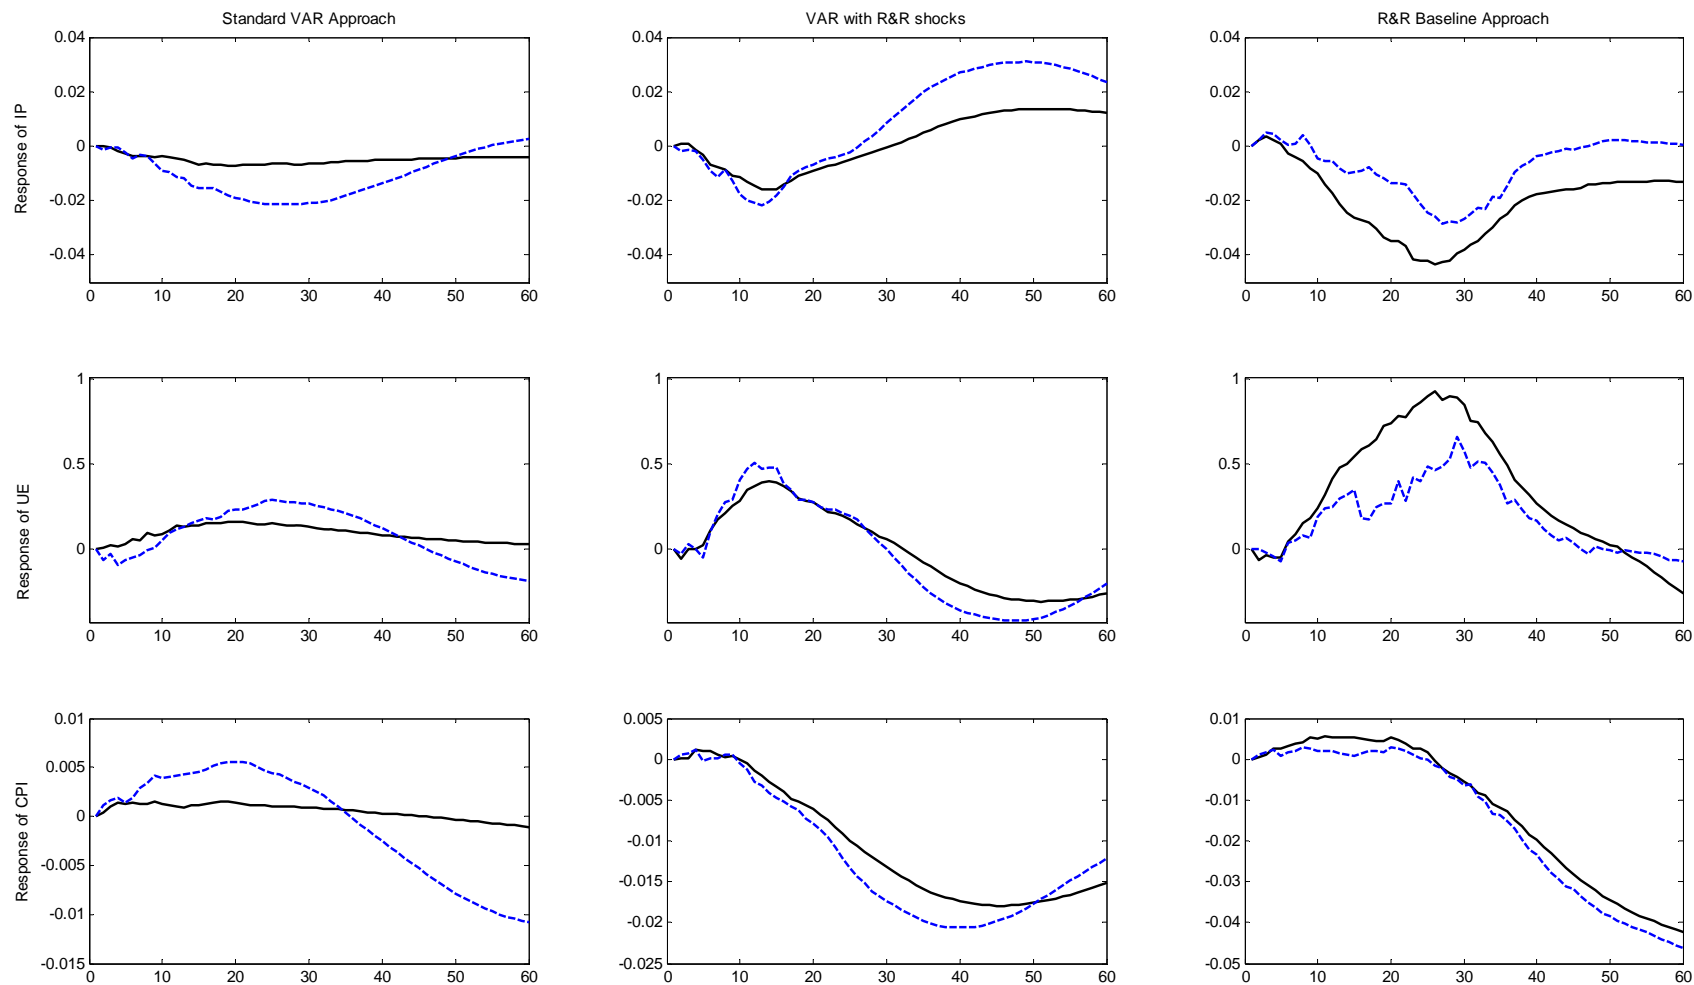 Standard VAR Approach
VAR with R&R shocks
R&R Baseline Approach
Response of IP
0.04
0.02
0
-0.02
-0.04
0 10 20 30 40 50 60
0.04
0.02
0
-0.02
-0.04
0 10 20 30 40 50 60
0.04
0.02
0
-0.02
-0.04
0 10 20 30 40 50 60
Response of UE
1
0.5
0
0 10 20 30 40 50 60
1
0.5
0
0 10 20 30 40 50 60
1
0.5
0
0 10 20 30 40 50 60
Response of CPI
0.01
0.005
0
-0.005
-0.01
-0.015
0 10 20 30 40 50 60
0.005
0
-0.005
-0.01
-0.015
-0.02
-0.025
0 10 20 30 40 50 60
0.01
0
-0.01
-0.02
-0.03
-0.04
-0.05
0 10 20 30 40 50 60